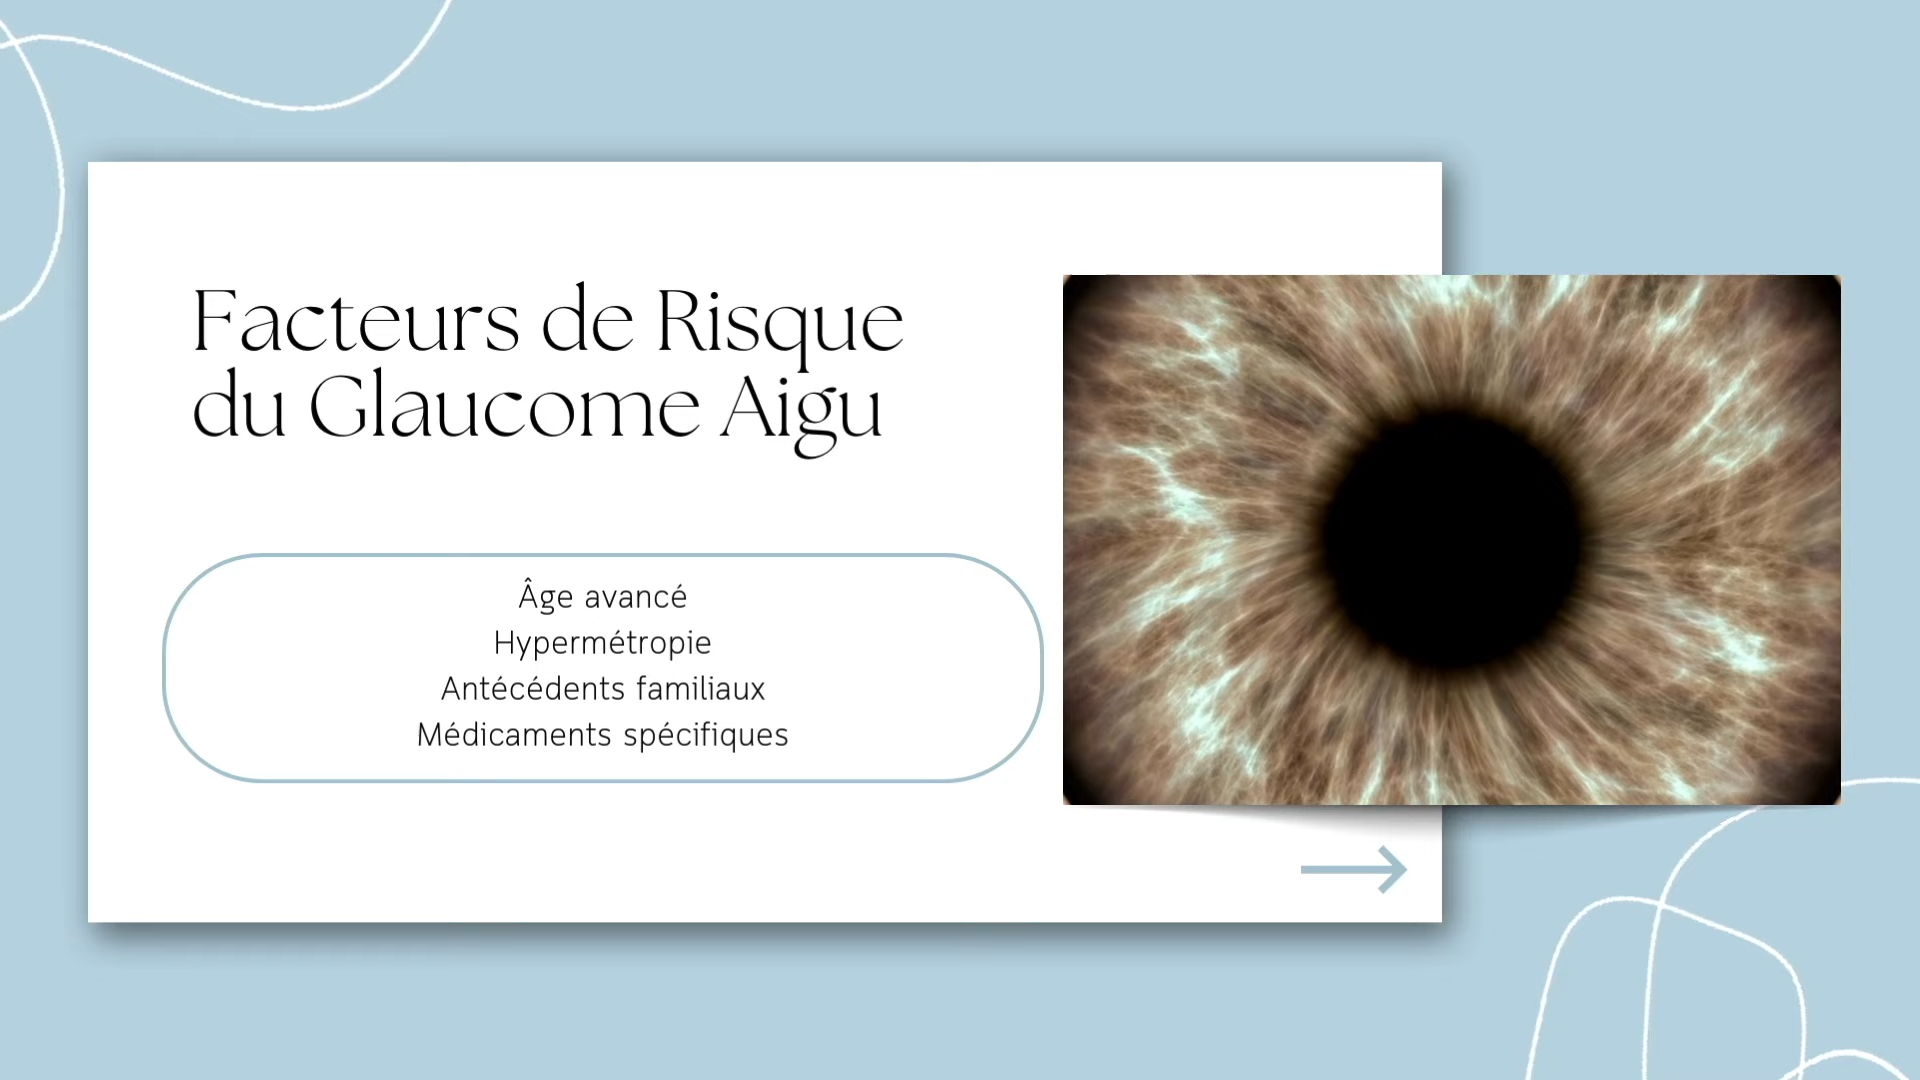 Facteurs de Risque
du Glaucome Aigu
Âge avancé
Hypermétropie
Antécédents familiaux
Médicaments spécifiques